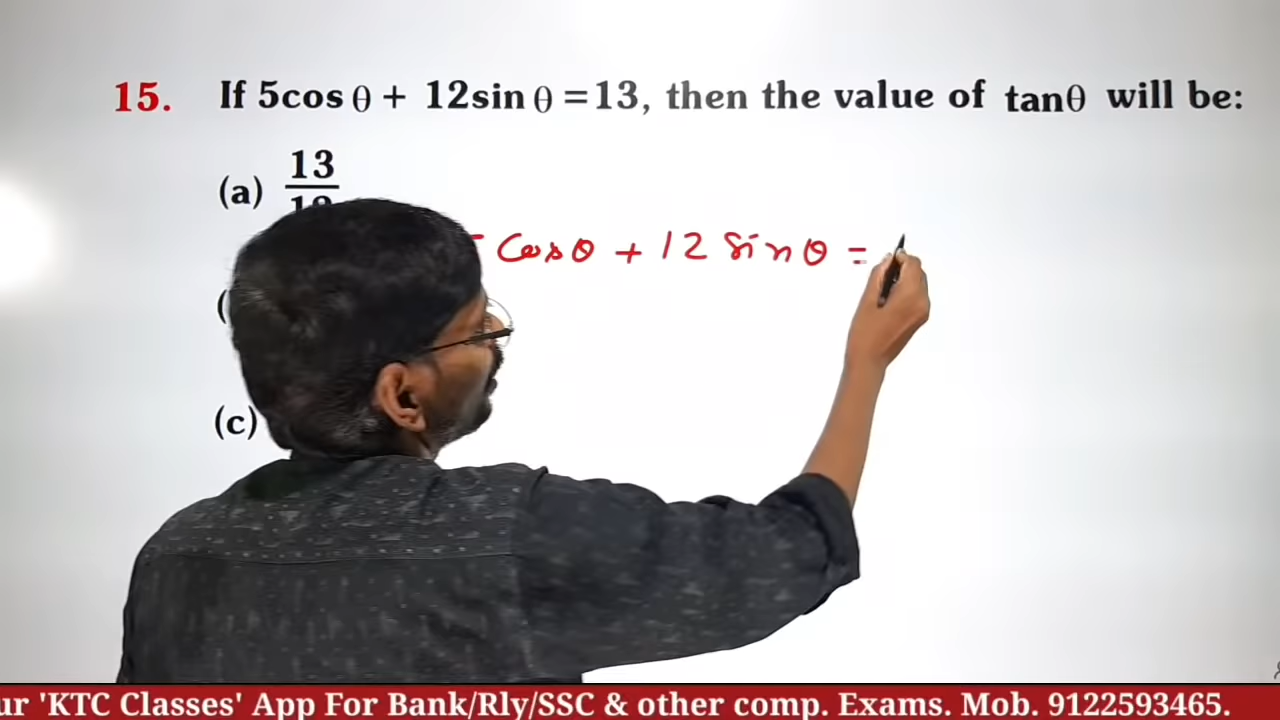 15. If 5cos θ + 12sin θ = 13, then the value of tanθ will be:
(a) 13
cosθ + 12 sinθ =
(c)
'KTC Classes' App For Bank/Rly/SSC & other comp. Exams. Mob. 9122593465.